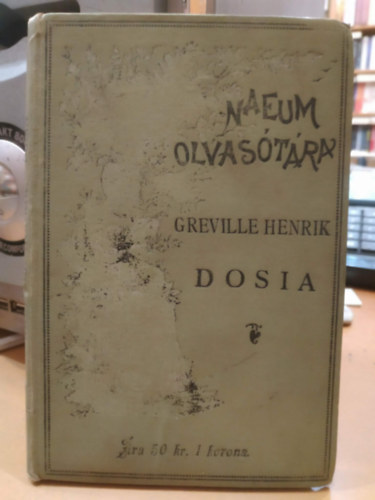 NAEUM
OLVASÓTÁRA
GREVILLE HENRIK
DOSIA
Ára 50 kr. 1 korona